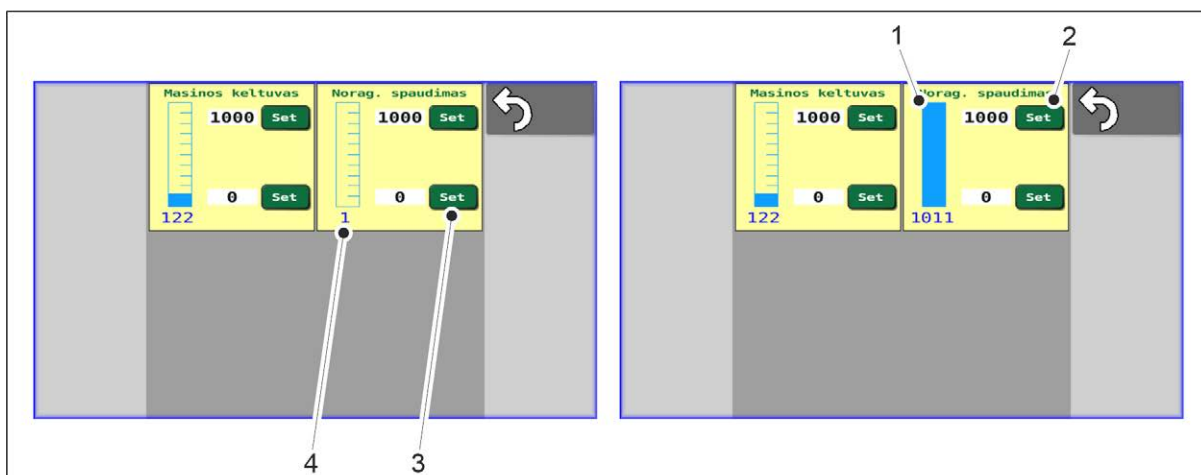 1 2
Masinos keltuvas Norag. spaudimas
1000 Set 1000 Set
0 Set 0 Set
122 1
Masinos keltuvas Norag. spaudimas
1000 Set 1000 Set
0 Set 0 Set
122 1011
4 3